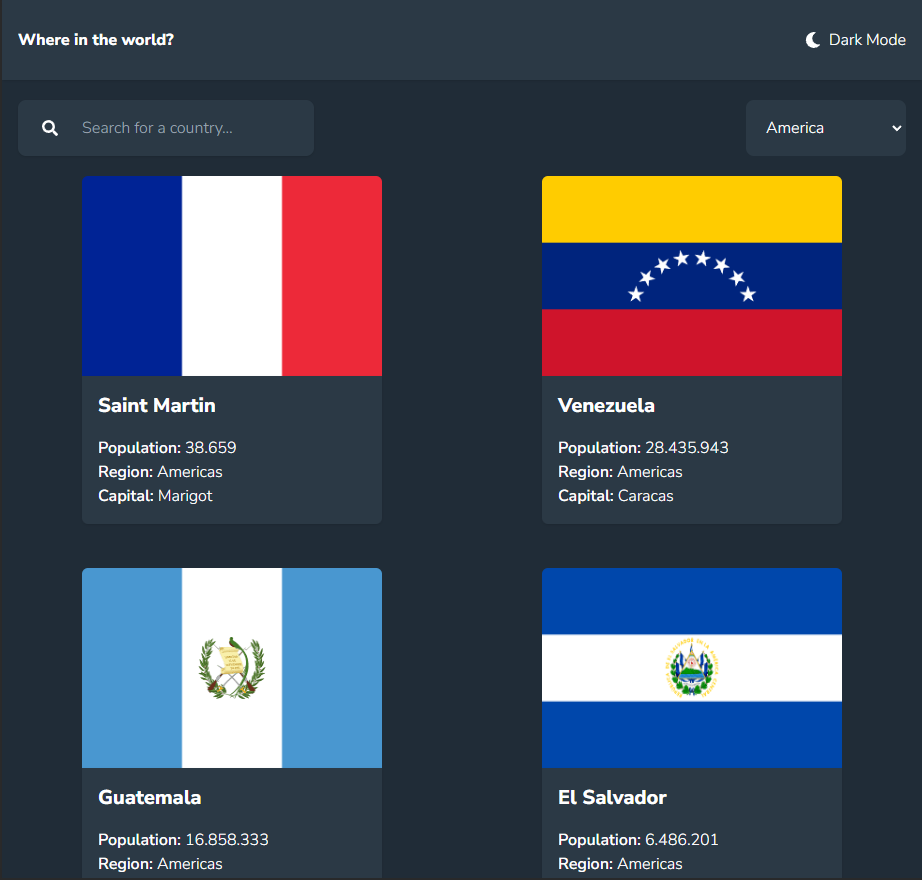 Where in the world?
Dark Mode
Search for a country...
America
Saint Martin
Population: 38.659
Region: Americas
Capital: Marigot
Venezuela
Population: 28.435.943
Region: Americas
Capital: Caracas
Guatemala
Population: 16.858.333
Region: Americas
El Salvador
Population: 6.486.201
Region: Americas